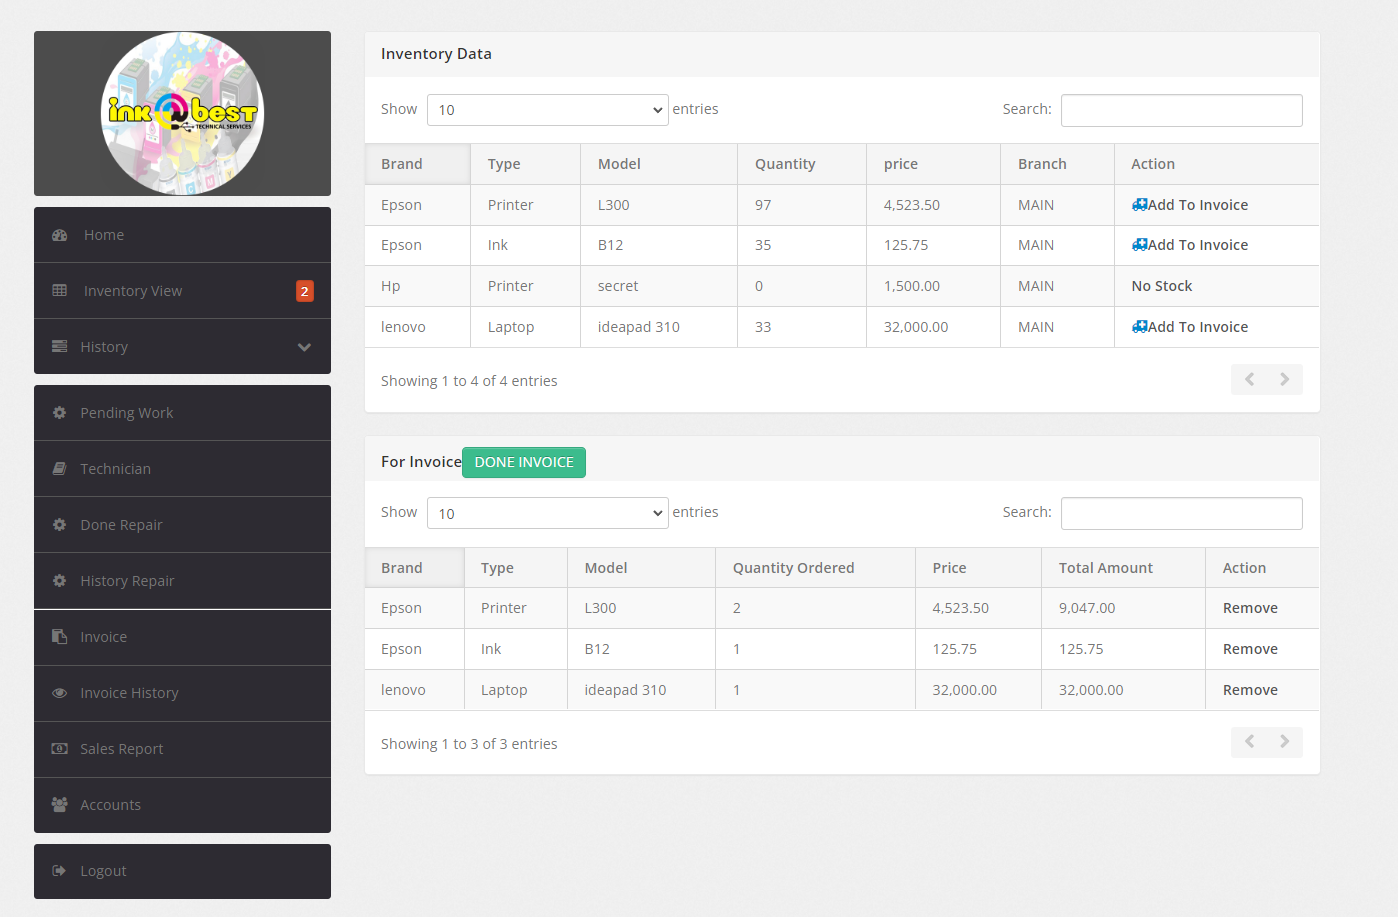 ink@best
TECHNICAL SERVICES
Home
Inventory View 2
History
Pending Work
Technician
Done Repair
History Repair
Invoice
Invoice History
Sales Report
Accounts
Logout
Inventory Data
Show 10 entries Search:
Brand Type Model Quantity price Branch Action
Epson Printer L300 97 4,523.50 MAIN Add To Invoice
Epson Ink B12 35 125.75 MAIN Add To Invoice
Hp Printer secret 0 1,500.00 MAIN No Stock
lenovo Laptop ideapad 310 33 32,000.00 MAIN Add To Invoice
Showing 1 to 4 of 4 entries
For Invoice DONE INVOICE
Show 10 entries Search:
Brand Type Model Quantity Ordered Price Total Amount Action
Epson Printer L300 2 4,523.50 9,047.00 Remove
Epson Ink B12 1 125.75 125.75 Remove
lenovo Laptop ideapad 310 1 32,000.00 32,000.00 Remove
Showing 1 to 3 of 3 entries